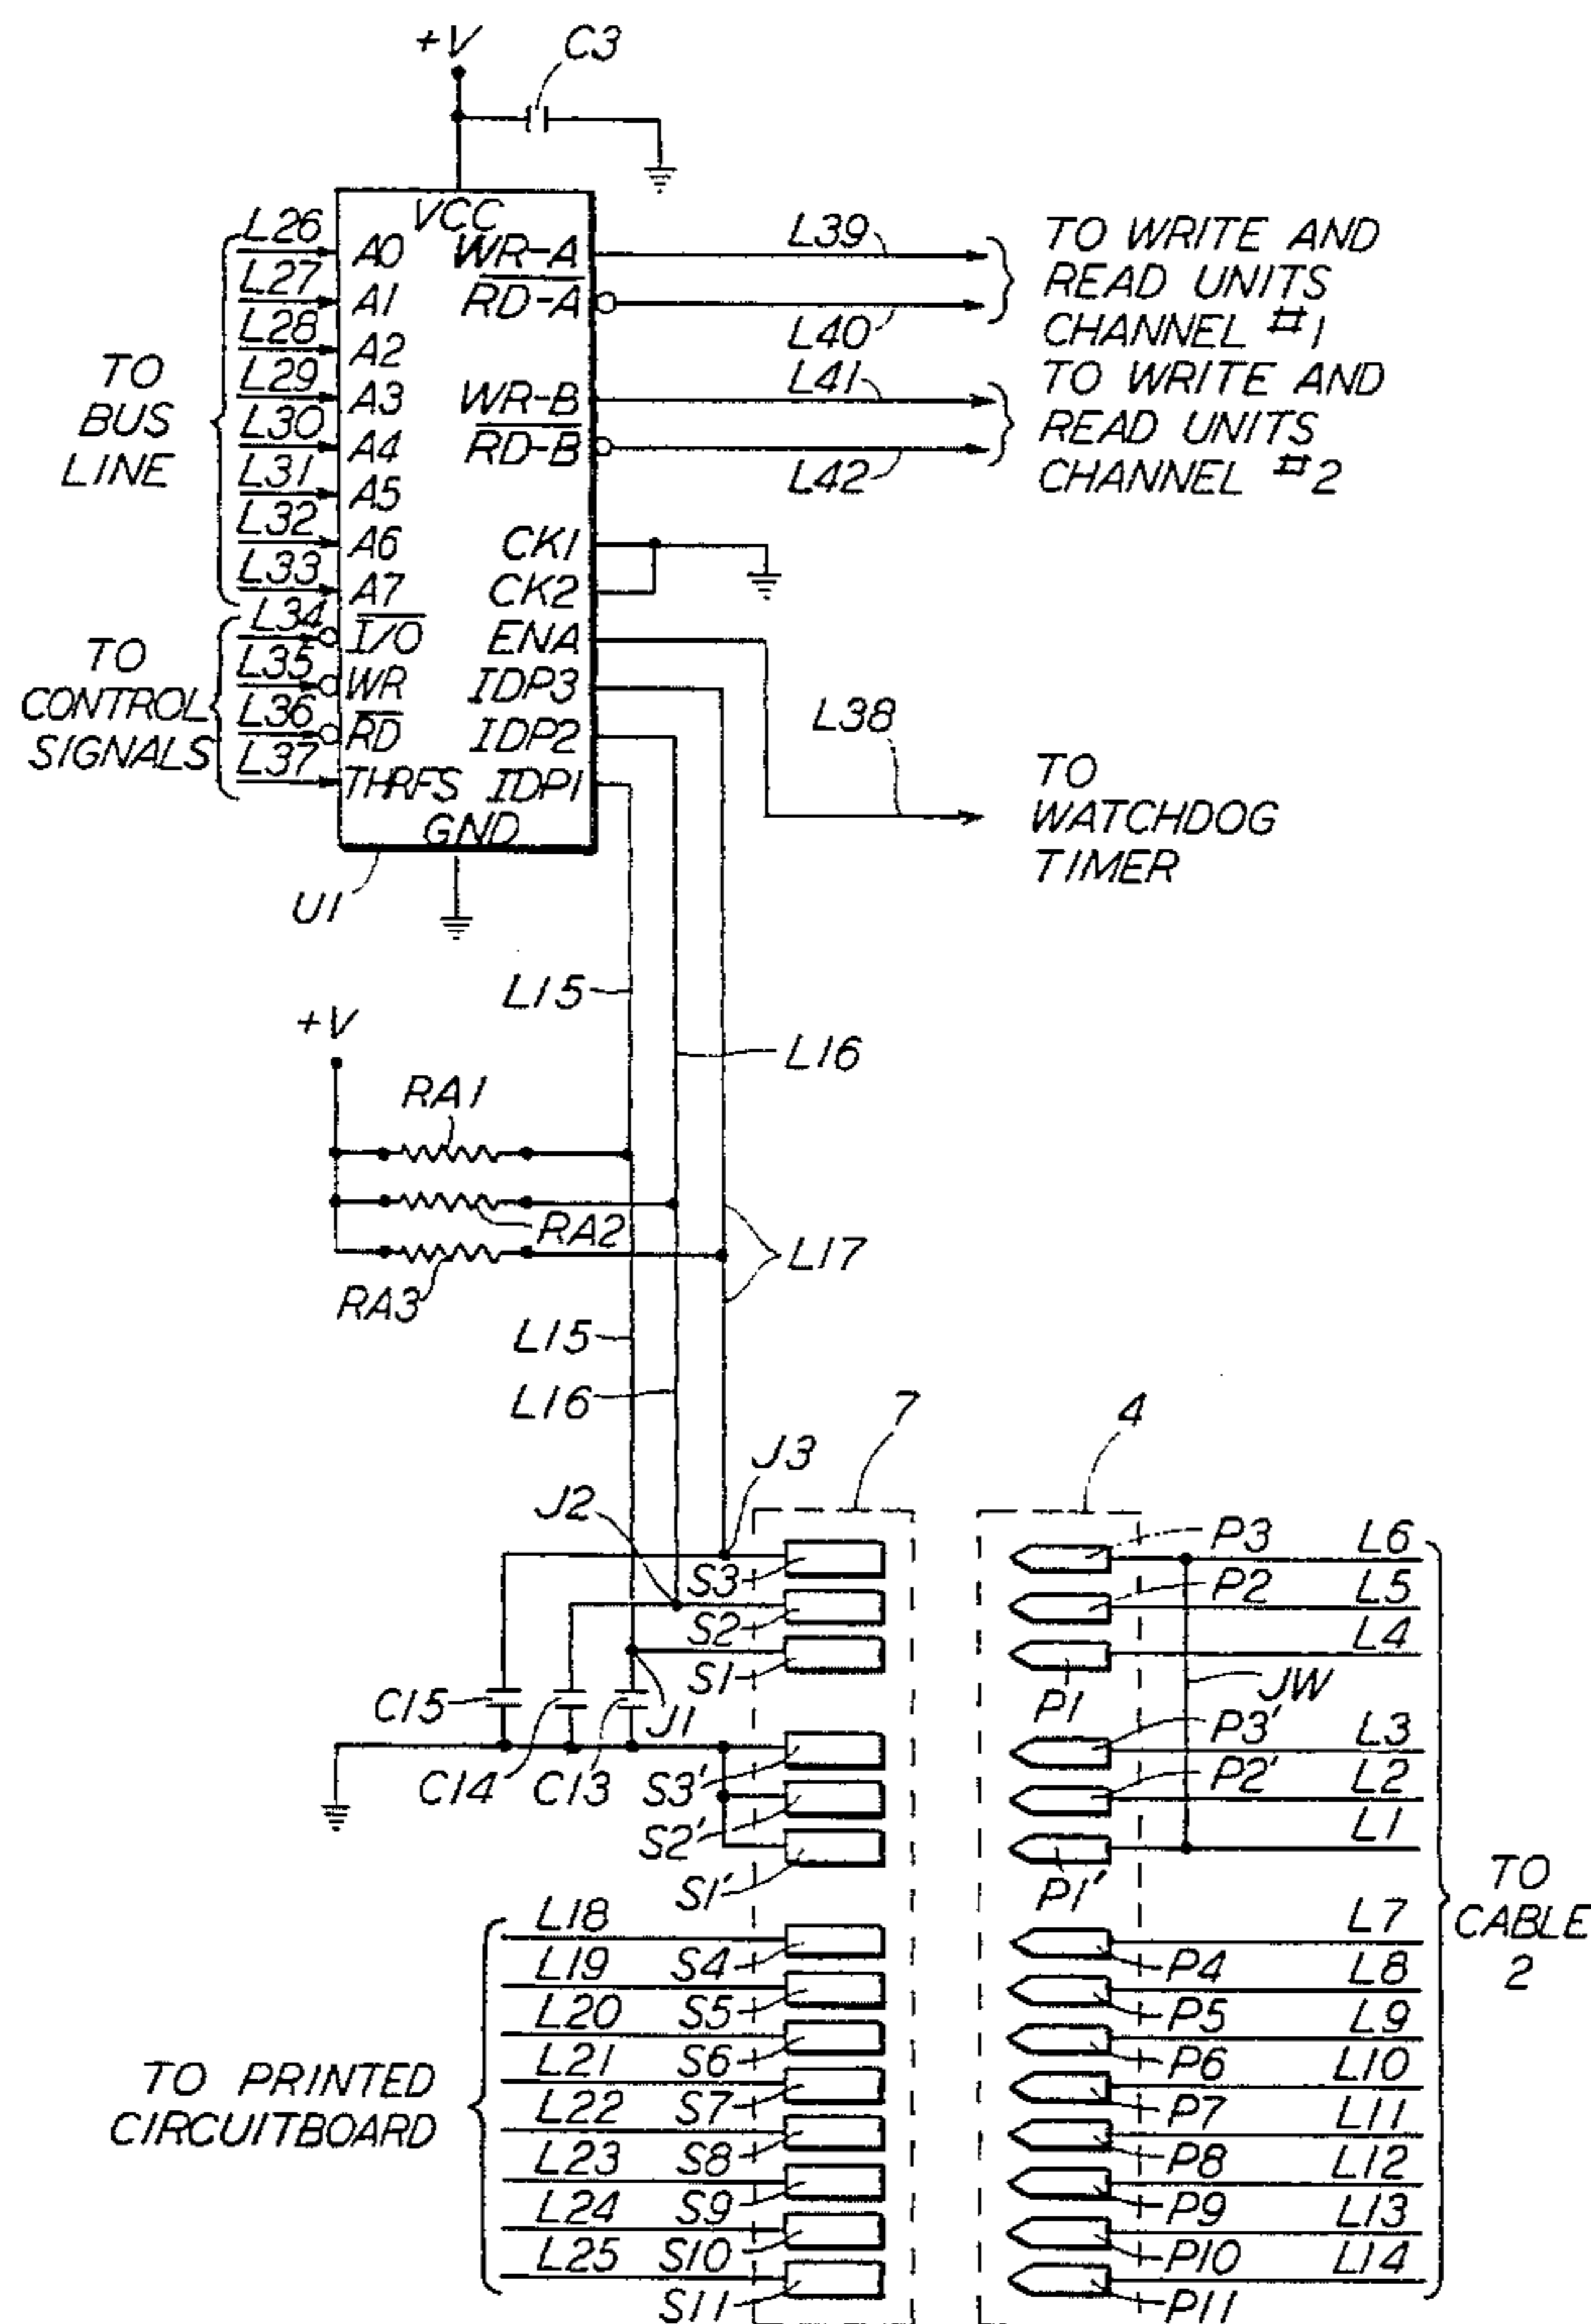 +V
C3
VCC
L26
A0
WR-A
L39
TO WRITE AND
READ UNITS
CHANNEL #1
L27
A1
RD-A
L40
L28
A2
L29
A3
WR-B
L41
TO WRITE AND
READ UNITS
CHANNEL #2
L30
A4
RD-B
L42
TO
BUS
LINE
L31
A5
L32
A6
CK1
L33
A7
CK2
L34
I/O
ENA
L35
WR
IDP3
L36
RD
IDP2
L37
THRFS
IDP1
GND
TO
CONTROL
SIGNALS
L38
TO
WATCHDOG
TIMER
U1
L15
+V
L16
RA1
RA2
L17
RA3
L15
L16
7
4
J3
J2
S3
P3
L6
S2
P2
L5
S1
P1
L4
J1
JW
C15
C14
C13
S3'
P3'
L3
S2'
P2'
L2
S1'
P1'
L1
TO
CABLE
2
L18
S4
P4
L7
L19
S5
P5
L8
L20
S6
P6
L9
L21
S7
P7
L10
L22
S8
P8
L11
L23
S9
P9
L12
L24
S10
P10
L13
L25
S11
P11
L14
TO PRINTED
CIRCUITBOARD